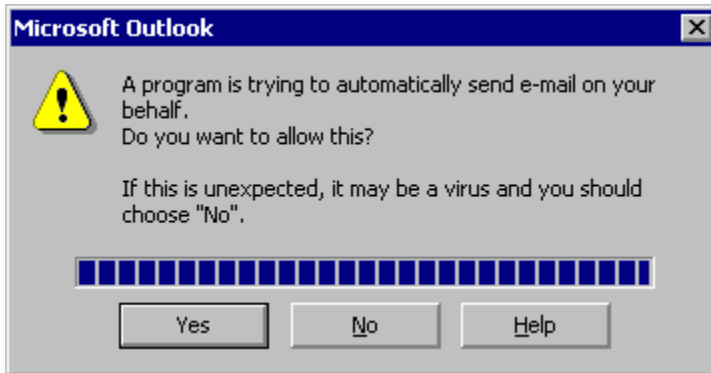 Microsoft Outlook
A program is trying to automatically send e-mail on your
behalf.
Do you want to allow this?
If this is unexpected, it may be a virus and you should
choose "No".
Yes No Help